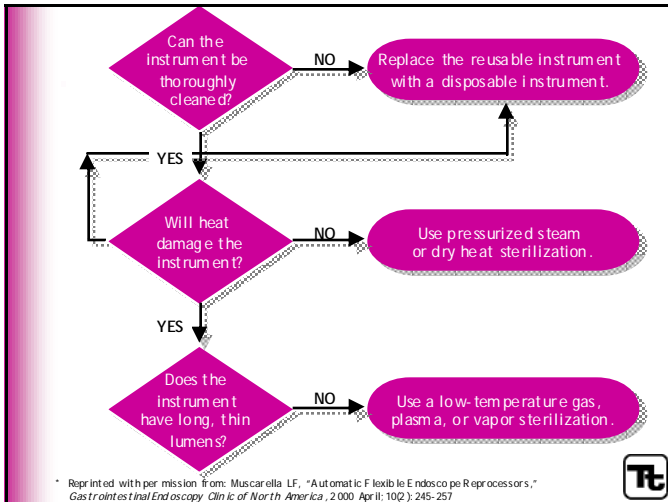 Can the
instrument be
thoroughly
cleaned?
NO
Replace the reusable instrument
with a disposable instrument.
YES
Will heat
damage the
instrument?
NO
Use pressurized steam
or dry heat sterilization.
YES
Does the
instrument
have long, thin
lumens?
NO
Use a low-temperature gas,
plasma, or vapor sterilization.
* Reprinted with permission from: Muscarella LF, "Automatic Flexible Endoscope Reprocessors,"
Gastrointestinal Endoscopy Clinic of North America, 2000 April; 10(2): 245-257
Tt